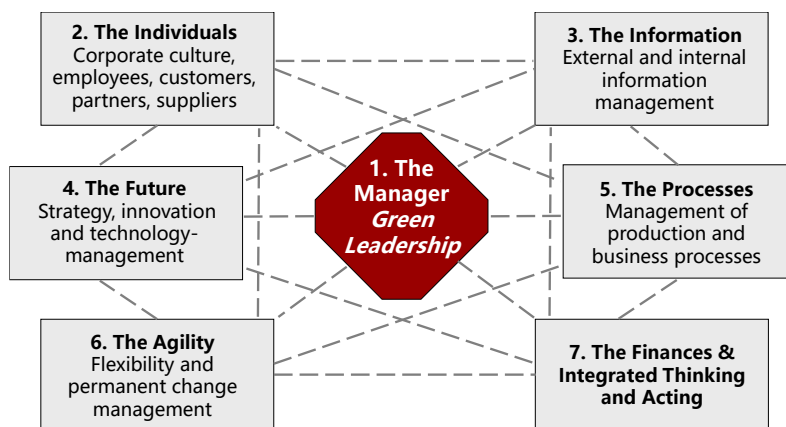 2. The Individuals
Corporate culture,
employees, customers,
partners, suppliers
3. The Information
External and internal
information
management
1. The
Manager
Green
Leadership
4. The Future
Strategy, innovation
and technology-
management
5. The Processes
Management of
production and
business processes
6. The Agility
Flexibility and
permanent change
management
7. The Finances &
Integrated Thinking
and Acting